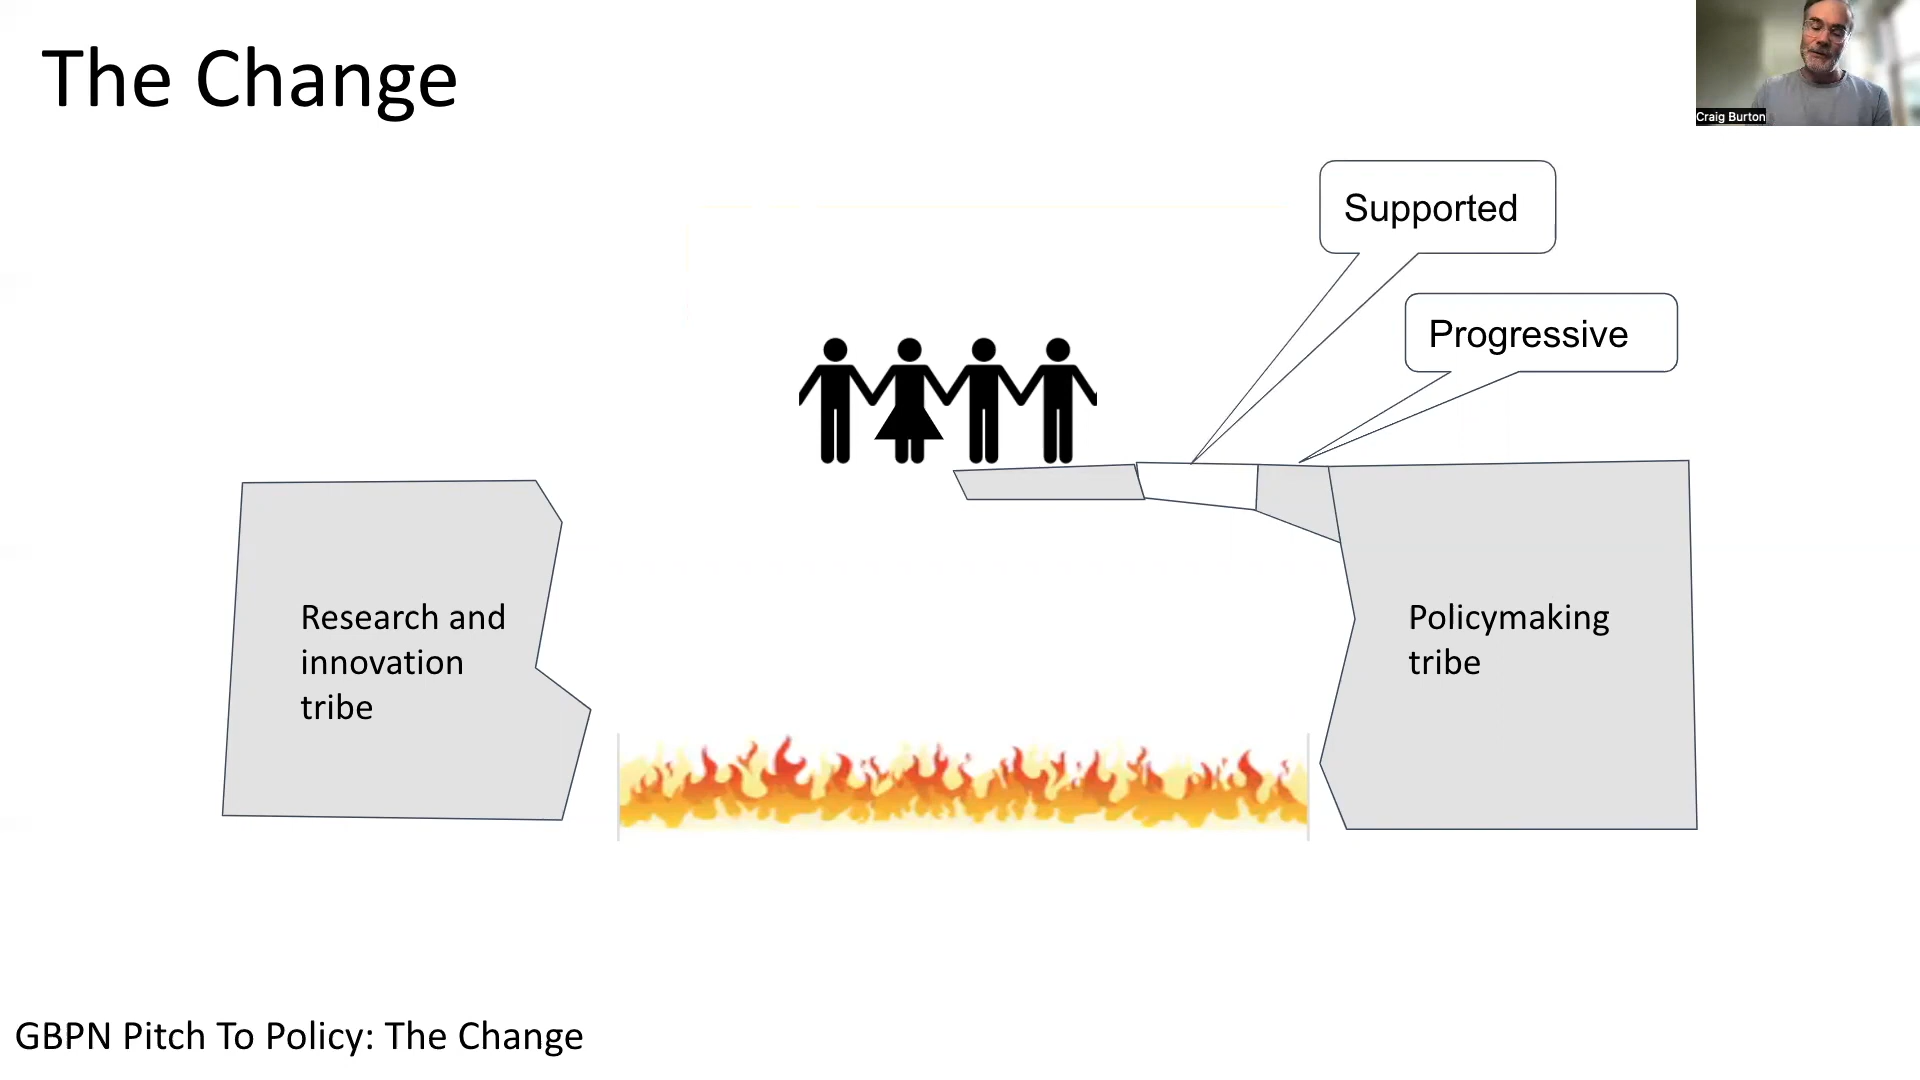 The Change
Craig Burton
Supported
Progressive
Research and
innovation
tribe
Policymaking
tribe
GBPN Pitch To Policy: The Change